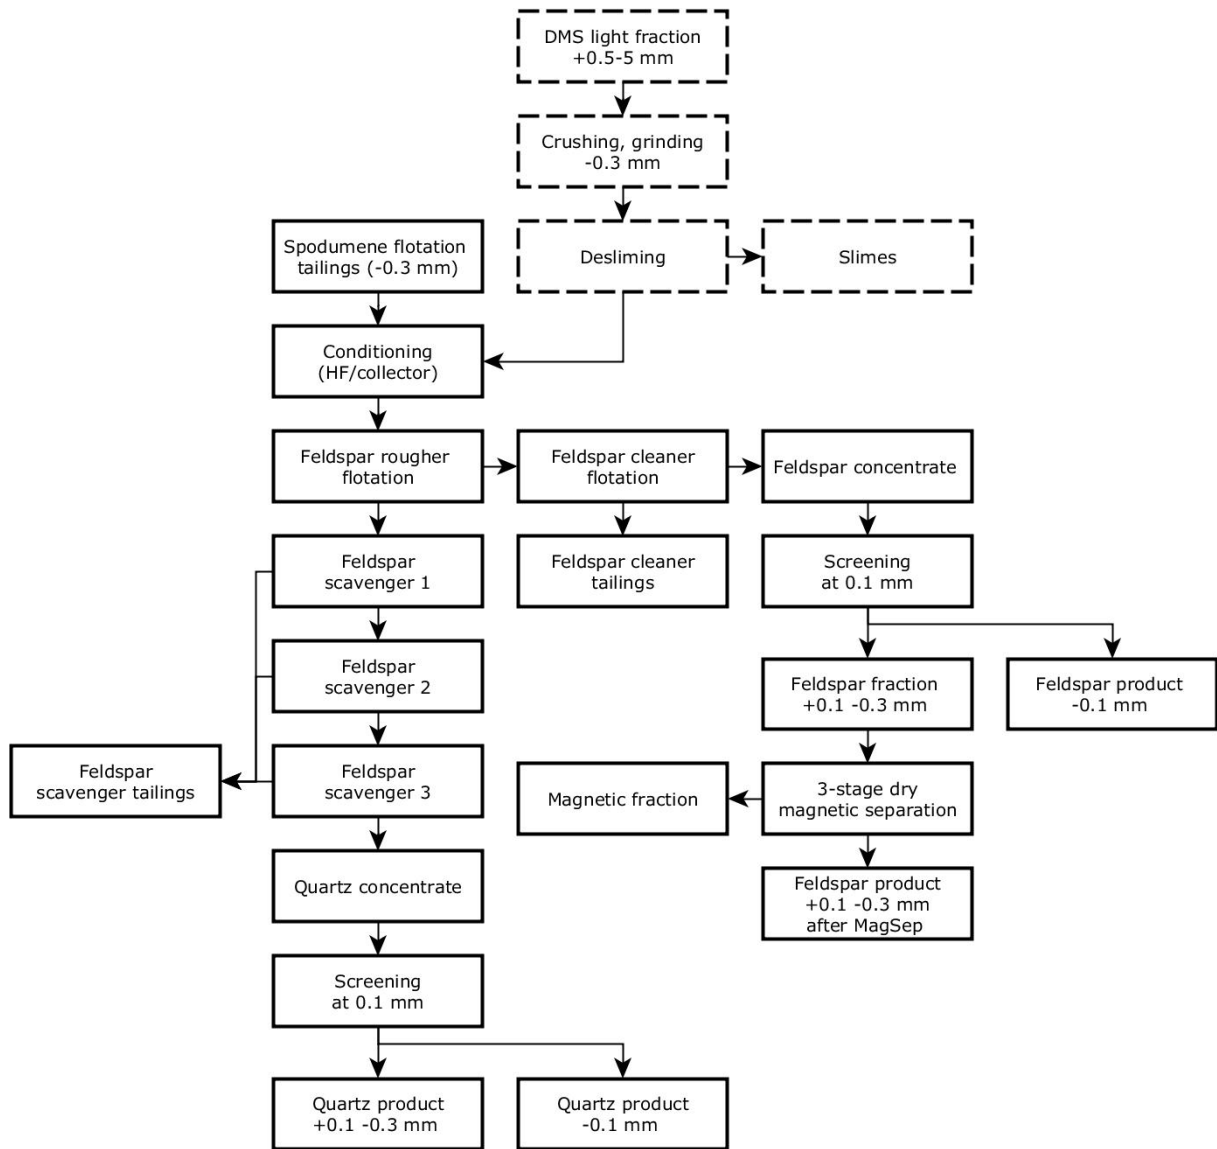 DMS light fraction
+0.5-5 mm
Crushing, grinding
-0.3 mm
Spodumene flotation
tailings (-0.3 mm)
Desliming
Slimes
Conditioning
(HF/collector)
Feldspar rougher
flotation
Feldspar cleaner
flotation
Feldspar concentrate
Feldspar
scavenger 1
Feldspar cleaner
tailings
Screening
at 0.1 mm
Feldspar
scavenger 2
Feldspar fraction
+0.1 -0.3 mm
Feldspar product
-0.1 mm
Feldspar
scavenger tailings
Feldspar
scavenger 3
Magnetic fraction
3-stage dry
magnetic separation
Quartz concentrate
Feldspar product
+0.1 -0.3 mm
after MagSep
Screening
at 0.1 mm
Quartz product
+0.1 -0.3 mm
Quartz product
-0.1 mm